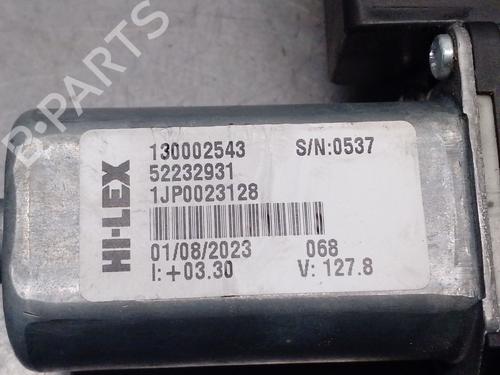 B-PARTS
HI-LEX
130002543 S/N:0537
52232931
1JP0023128
01/08/2023 068
I: +03.30 V: 127.8